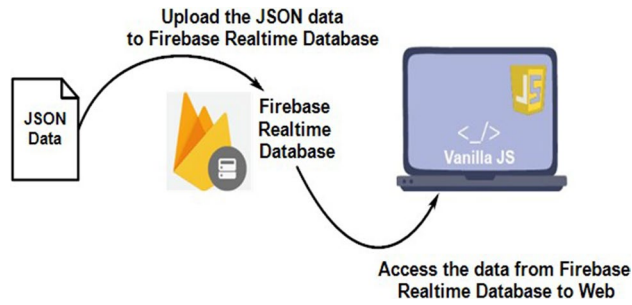 Upload the JSON data
to Firebase Realtime Database
JSON
Data
Firebase
Realtime
Database
JS
</>
Vanilla JS
Access the data from Firebase
Realtime Database to Web